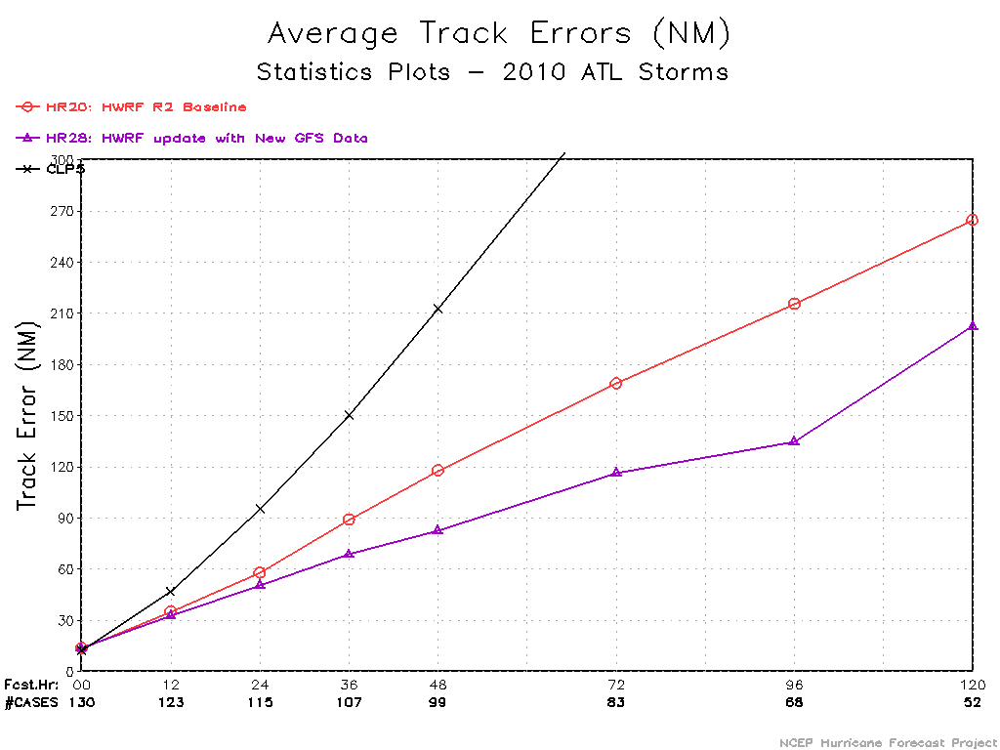 Average Track Errors (NM)
Statistics Plots - 2010 ATL Storms
HR20: HWRF R2 Baseline
HR28: HWRF update with New GFS Data
CLP5
300
270
240
210
180
150
120
90
60
30
0
Track Error (NM)
Fcst.Hr: 00 12 24 36 48 72 96 120
#CASES 130 123 115 107 99 83 68 52
NCEP Hurricane Forecast Project